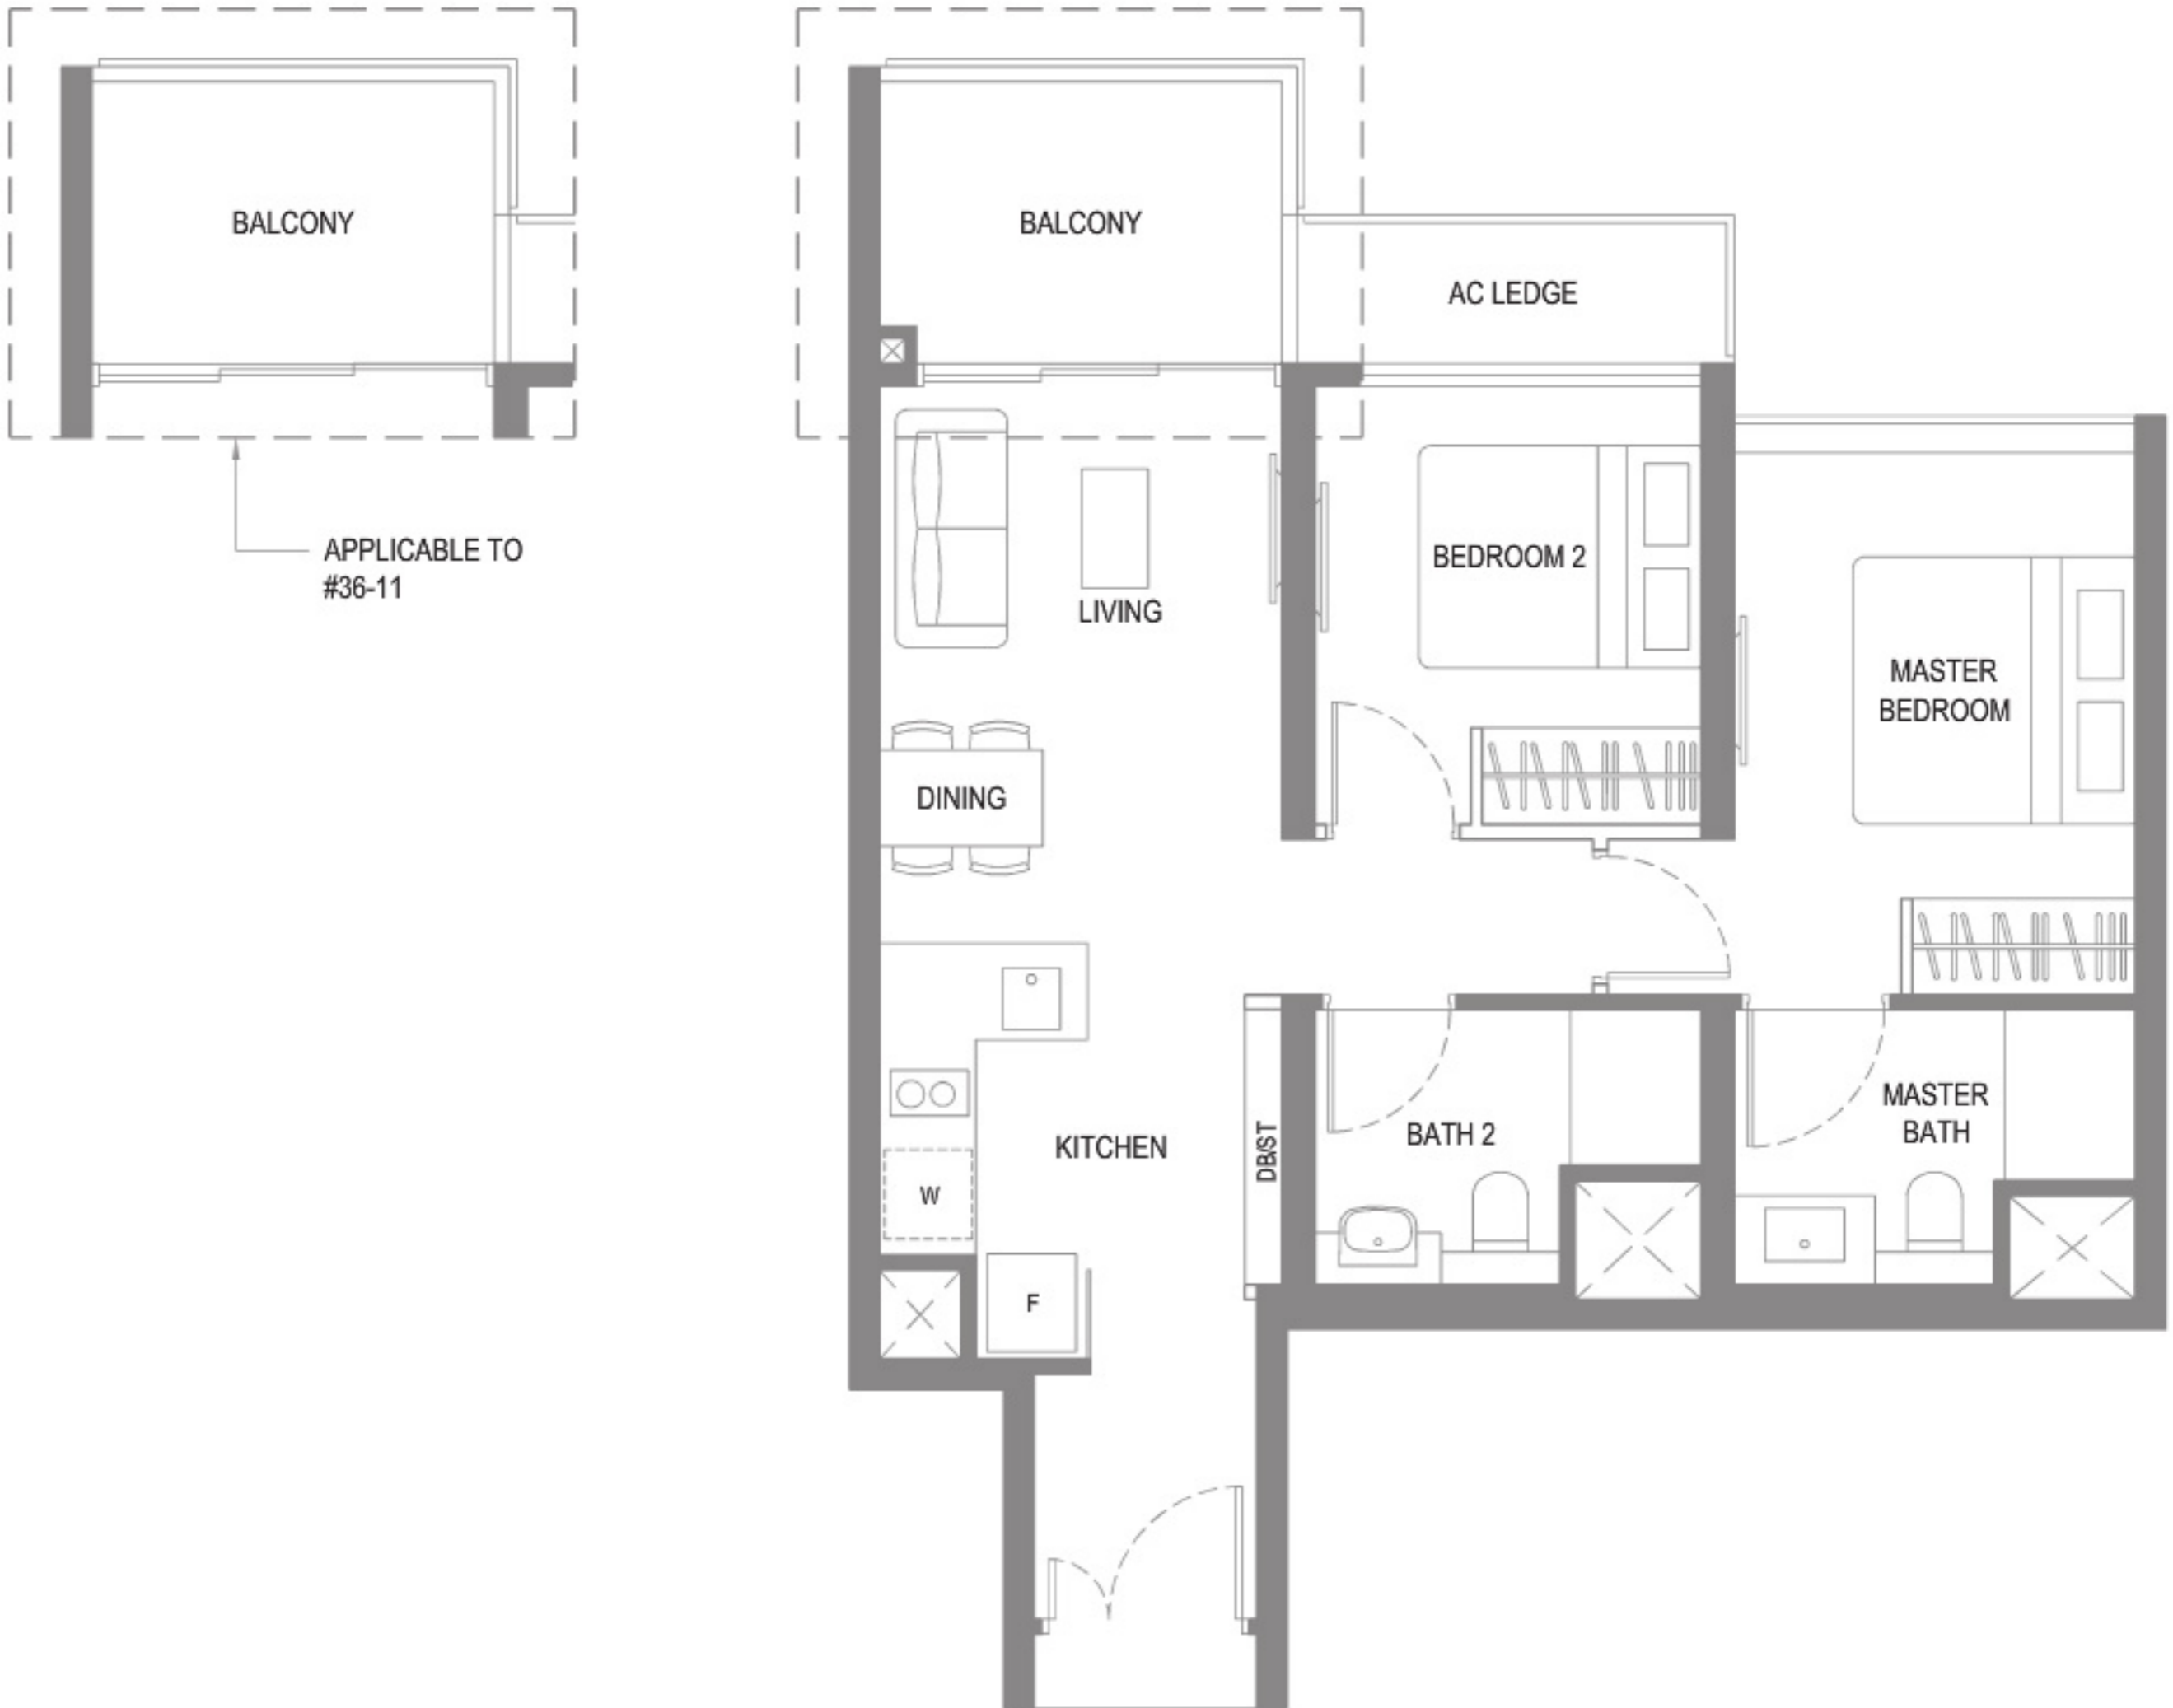 BALCONY
APPLICABLE TO
#36-11
BALCONY
AC LEDGE
LIVING
BEDROOM 2
MASTER
BEDROOM
DINING
KITCHEN
W
F
DB/ST
BATH 2
MASTER
BATH